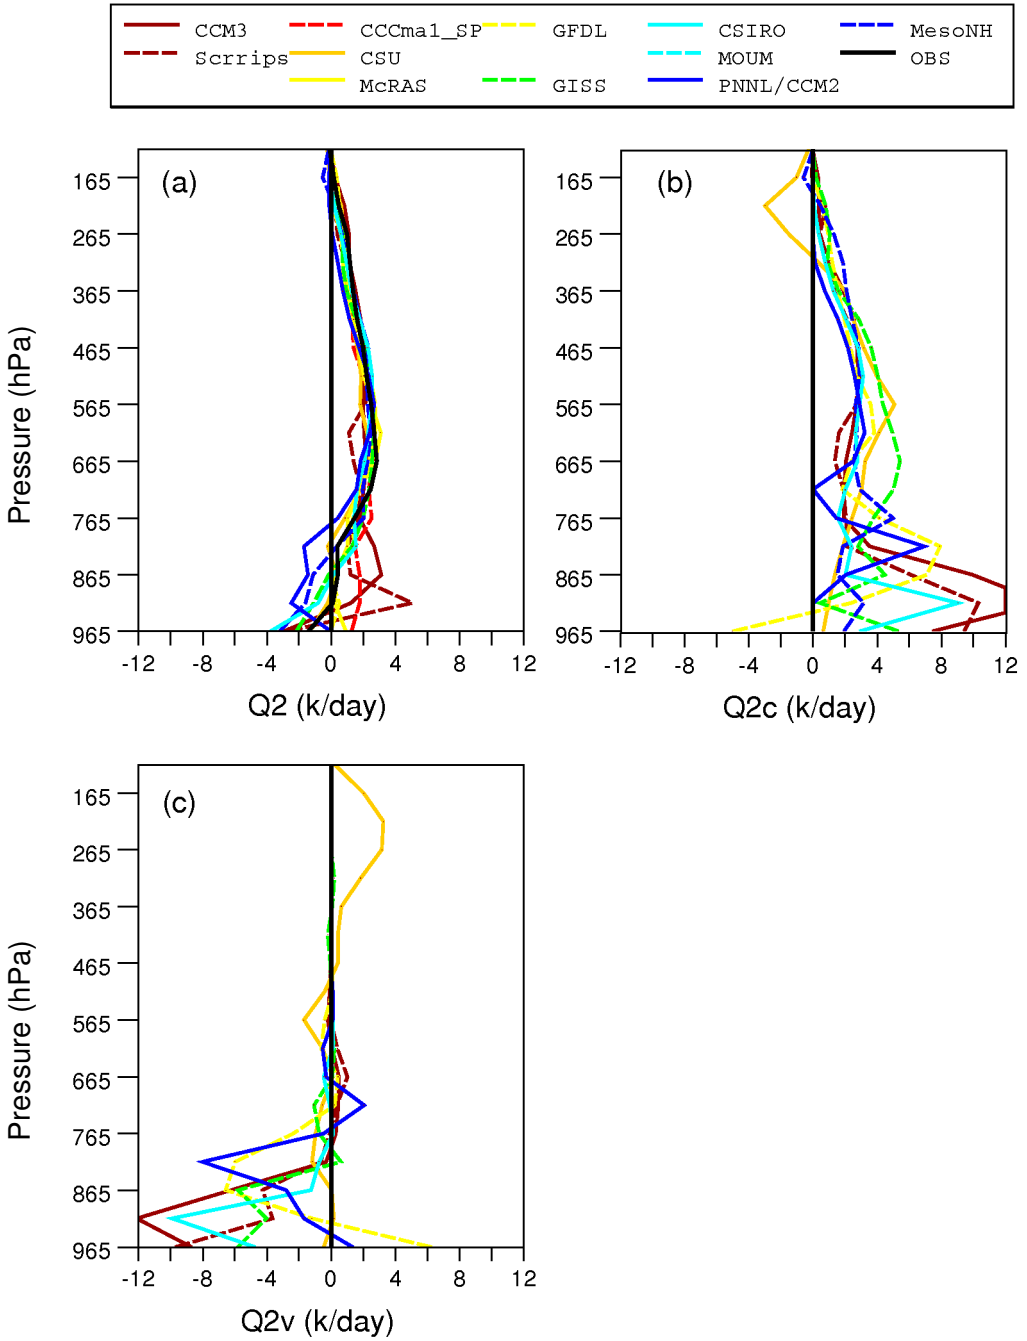 CCM3 CCCma1_SP GFDL CSIRO MesoNH
Scrrips CSU MOUM OBS
McRAS GISS PNNL/CCM2
(a)
165
265
365
465
565
665
765
865
965
-12 -8 -4 0 4 8 12
Pressure (hPa)
Q2 (k/day)
(b)
165
265
365
465
565
665
765
865
965
-12 -8 -4 0 4 8 12
Q2c (k/day)
(c)
165
265
365
465
565
665
765
865
965
-12 -8 -4 0 4 8 12
Pressure (hPa)
Q2v (k/day)